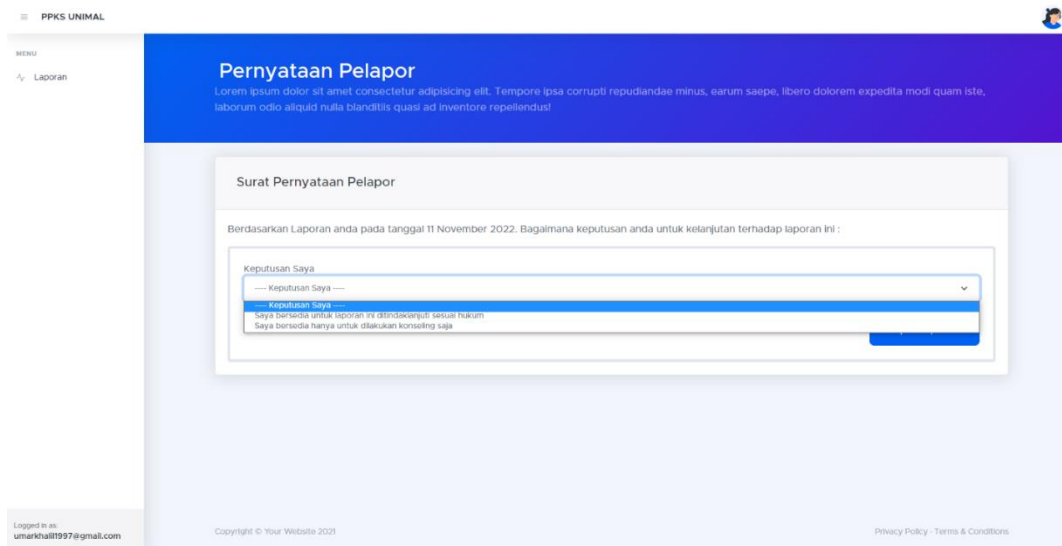 PPKS UNIMAL
MENU
Laporan
Pernyataan Pelapor
Lorem ipsum dolor sit amet consectetur adipisicing elit. Tempore ipsa corrupti repudiandae minus, earum saepe, libero dolorem expedita modi quam iste,
laborum odio aliquid nulla blanditiis quasi ad inventore repellendus!
Surat Pernyataan Pelapor
Berdasarkan Laporan anda pada tanggal 11 November 2022. Bagaimana keputusan anda untuk kelanjutan terhadap laporan ini :
Keputusan Saya
---- Keputusan Saya ----
---- Keputusan Saya ----
Saya bersedia untuk laporan ini ditindaklanjuti sesuai hukum
Saya bersedia hanya untuk dilakukan konseling saja
Logged in as:
umarkhalil1997@gmail.com
Copyright © Your Website 2021
Privacy Policy · Terms & Conditions